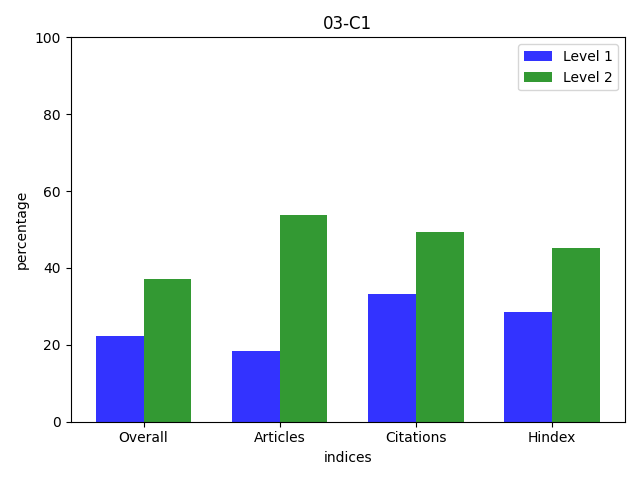 03-C1
Level 1
Level 2
percentage
100
80
60
40
20
0
Overall Articles Citations Hindex
indices